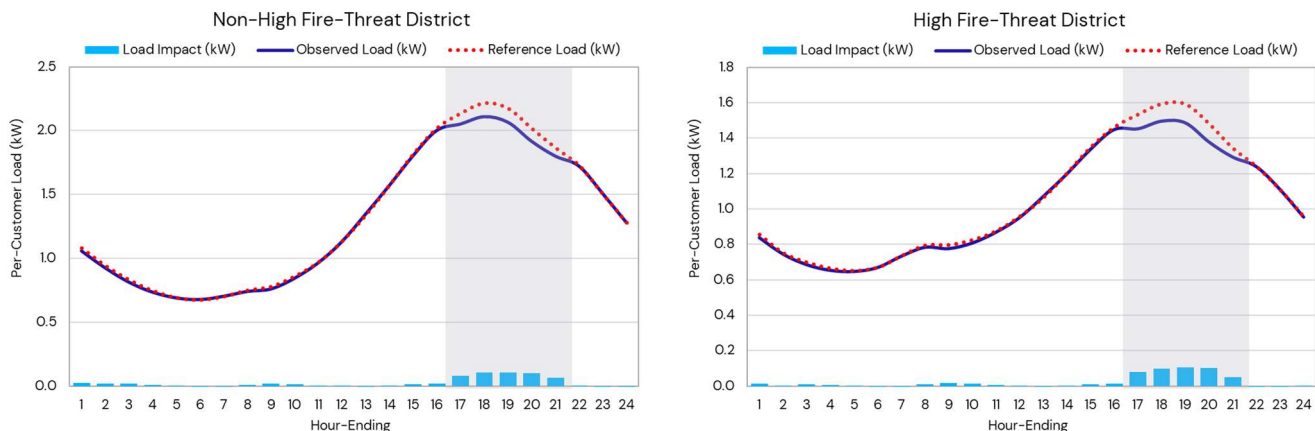 Non-High Fire-Threat District
Load Impact (kW) Observed Load (kW) Reference Load (kW)
Per-Customer Load (kW)
2.5
2.0
1.5
1.0
0.5
0.0
1 2 3 4 5 6 7 8 9 10 11 12 13 14 15 16 17 18 19 20 21 22 23 24
Hour-Ending
High Fire-Threat District
Load Impact (kW) Observed Load (kW) Reference Load (kW)
Per-Customer Load (kW)
1.8
1.6
1.4
1.2
1.0
0.8
0.6
0.4
0.2
0.0
1 2 3 4 5 6 7 8 9 10 11 12 13 14 15 16 17 18 19 20 21 22 23 24
Hour-Ending